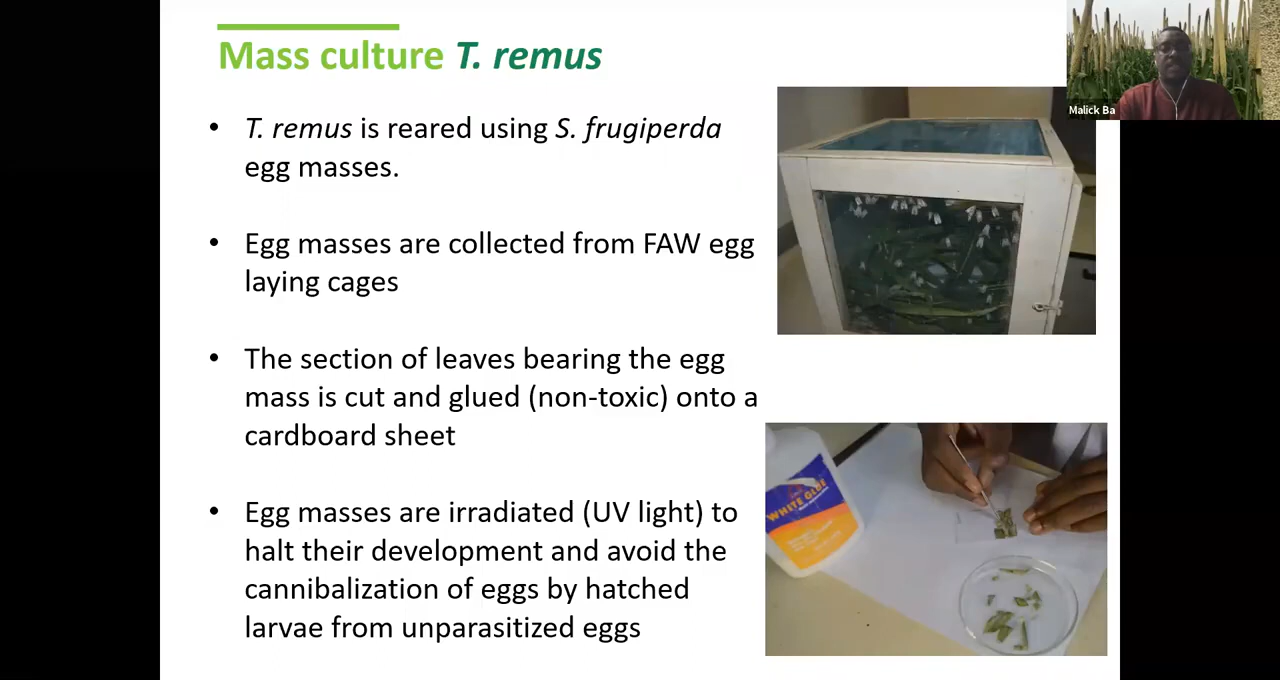 Mass culture T. remus
Malick Ba
• T. remus is reared using S. frugiperda
egg masses.
• Egg masses are collected from FAW egg
laying cages
• The section of leaves bearing the egg
mass is cut and glued (non-toxic) onto a
cardboard sheet
• Egg masses are irradiated (UV light) to
halt their development and avoid the
cannibalization of eggs by hatched
larvae from unparasitized eggs
WHITE GLUE